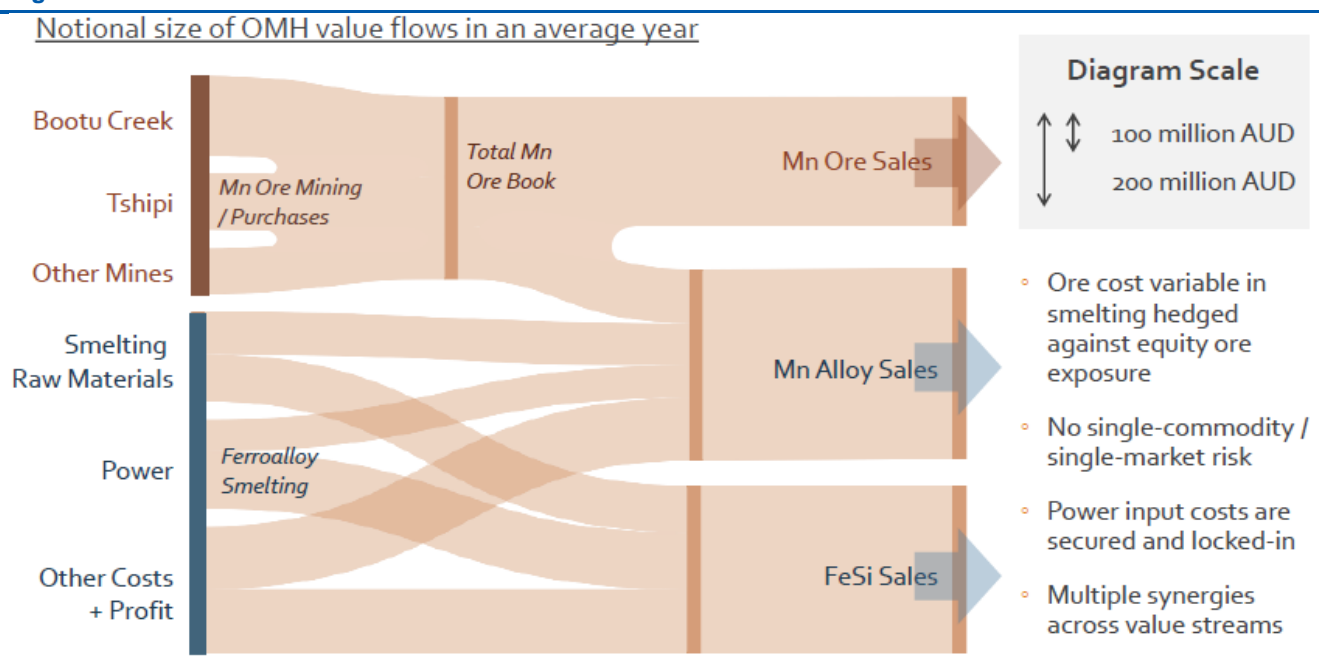 Notional size of OMH value flows in an average year
Bootu Creek
Tshipi
Other Mines
Smelting
Raw Materials
Power
Other Costs
+ Profit
Mn Ore Mining
/ Purchases
Ferroalloy
Smelting
Total Mn
Ore Book
Mn Ore Sales
Mn Alloy Sales
FeSi Sales
Diagram Scale
100 million AUD
200 million AUD
◦ Ore cost variable in
smelting hedged
against equity ore
exposure
◦ No single-commodity /
single-market risk
◦ Power input costs are
secured and locked-in
◦ Multiple synergies
across value streams